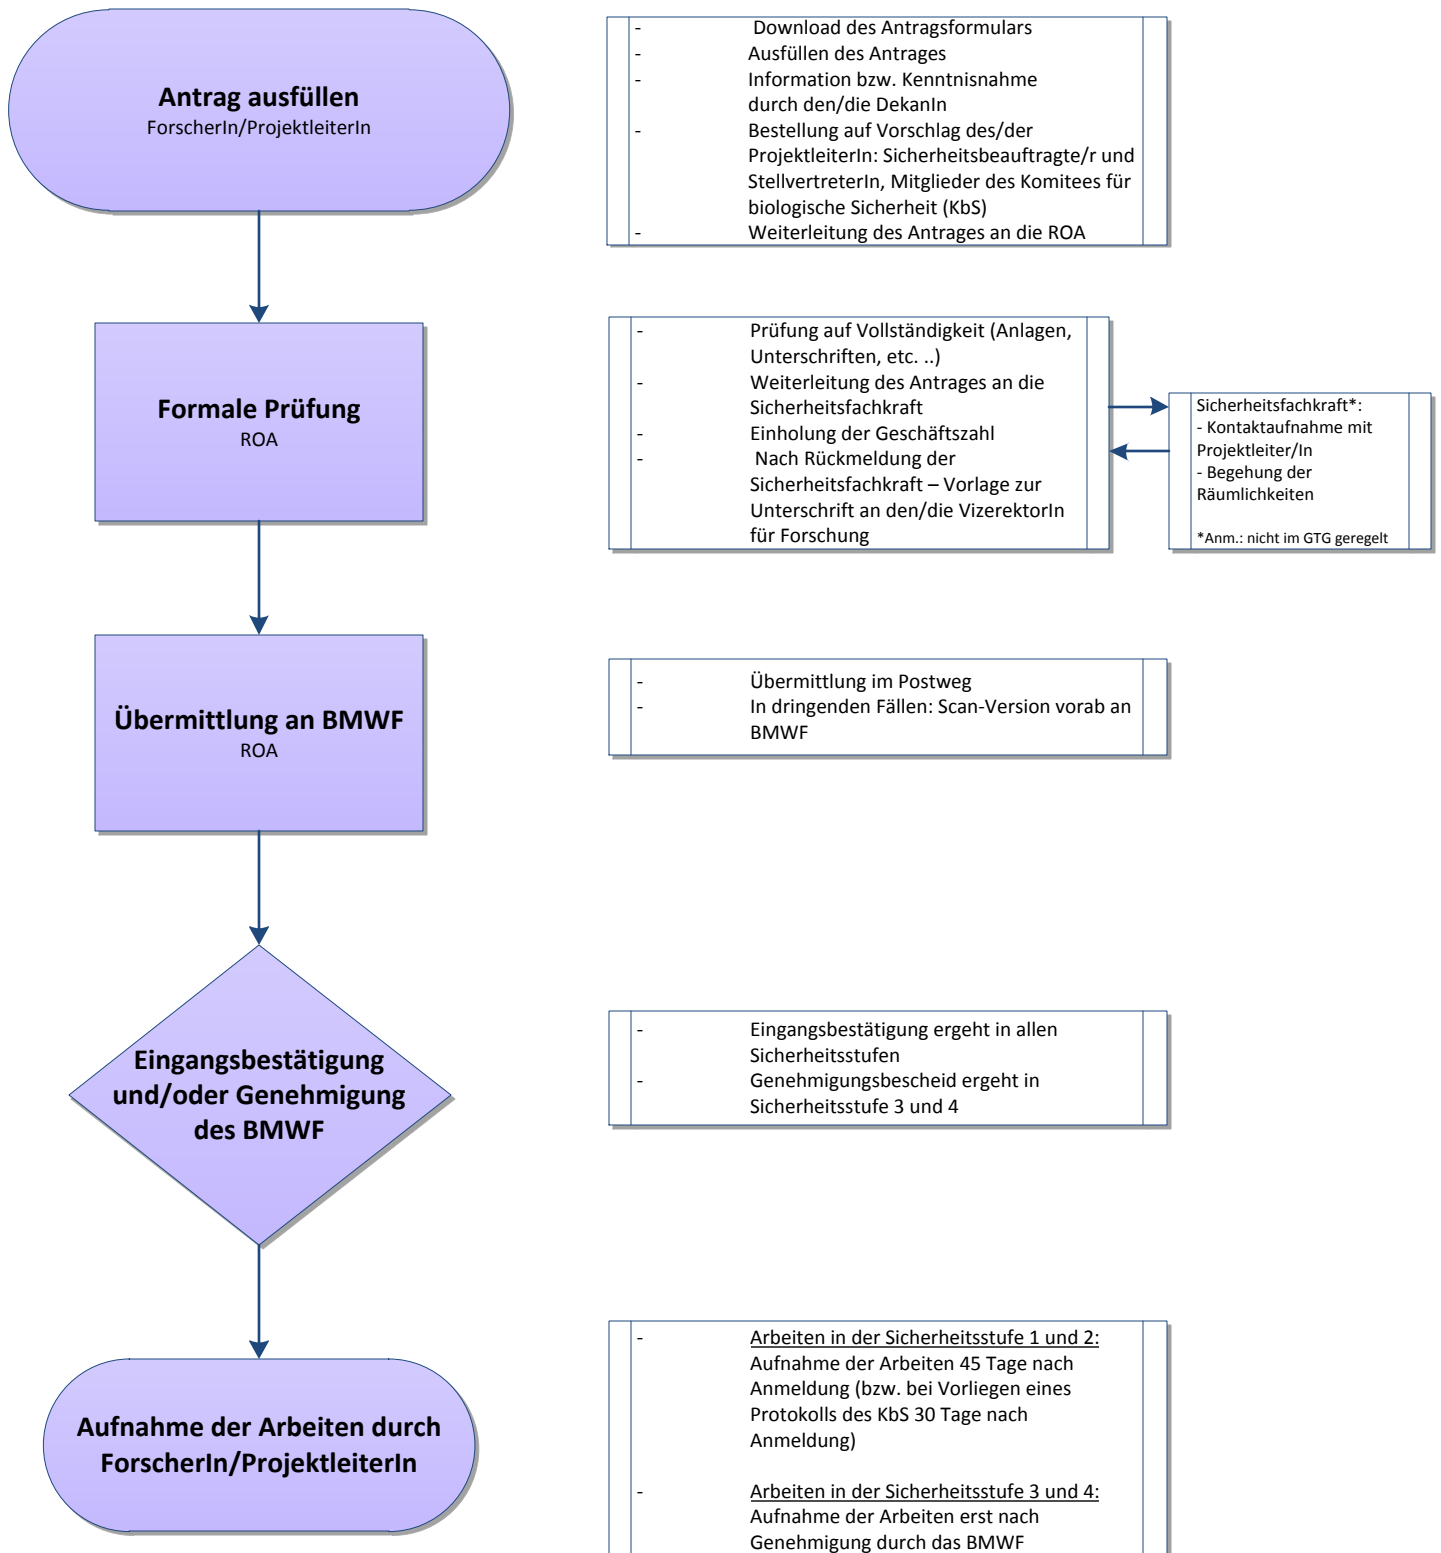 Antrag ausfüllen
ForscherIn/ProjektleiterIn
- Download des Antragsformulars
- Ausfüllen des Antrages
- Information bzw. Kenntnisnahme
durch den/die DekanIn
- Bestellung auf Vorschlag des/der
ProjektleiterIn: Sicherheitsbeauftragte/r und
StellvertreterIn, Mitglieder des Komitees für
biologische Sicherheit (KbS)
- Weiterleitung des Antrages an die ROA
Formale Prüfung
ROA
- Prüfung auf Vollständigkeit (Anlagen,
Unterschriften, etc. ..)
- Weiterleitung des Antrages an die
Sicherheitsfachkraft
- Einholung der Geschäftszahl
- Nach Rückmeldung der
Sicherheitsfachkraft – Vorlage zur
Unterschrift an den/die VizerektorIn
für Forschung
Sicherheitsfachkraft*:
- Kontaktaufnahme mit
Projektleiter/In
- Begehung der
Räumlichkeiten
*Anm.: nicht im GTG geregelt
Übermittlung an BMWF
ROA
- Übermittlung im Postweg
- In dringenden Fällen: Scan-Version vorab an
BMWF
Eingangsbestätigung
und/oder Genehmigung
des BMWF
- Eingangsbestätigung ergeht in allen
Sicherheitsstufen
- Genehmigungsbescheid ergeht in
Sicherheitsstufe 3 und 4
Aufnahme der Arbeiten durch
ForscherIn/ProjektleiterIn
- Arbeiten in der Sicherheitsstufe 1 und 2:
Aufnahme der Arbeiten 45 Tage nach
Anmeldung (bzw. bei Vorliegen eines
Protokolls des KbS 30 Tage nach
Anmeldung)
- Arbeiten in der Sicherheitsstufe 3 und 4:
Aufnahme der Arbeiten erst nach
Genehmigung durch das BMWF